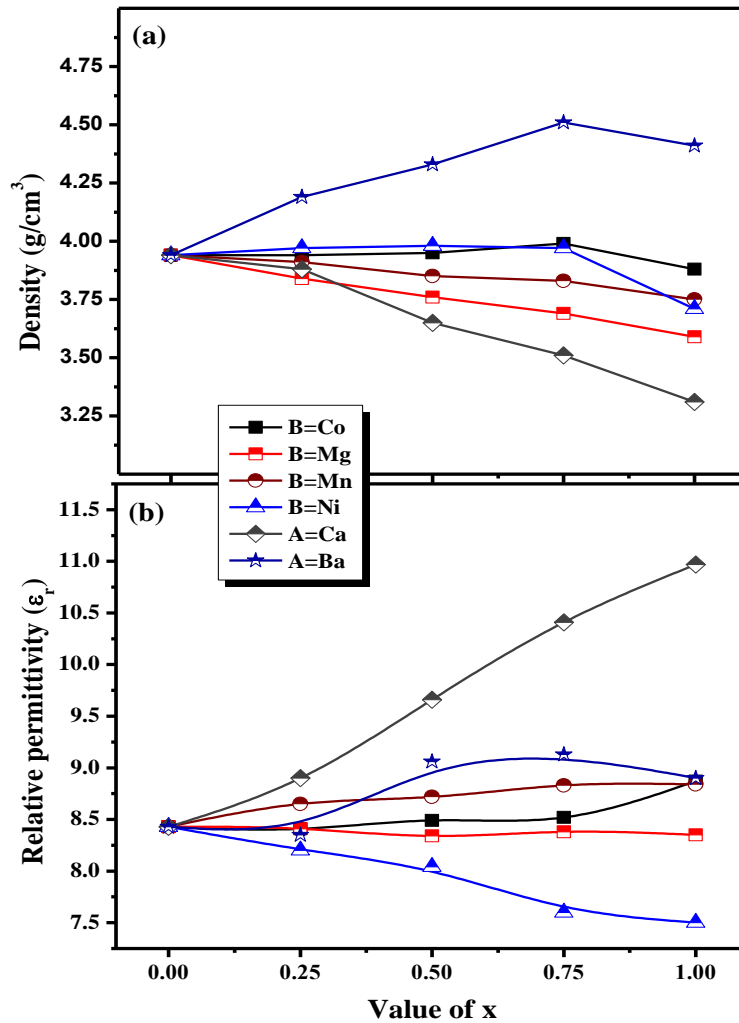 (a)
4.75
4.50
4.25
4.00
3.75
3.50
3.25
Density (g/cm³)
B=Co
B=Mg
B=Mn
B=Ni
A=Ca
A=Ba
(b)
11.5
11.0
10.5
10.0
9.5
9.0
8.5
8.0
7.5
Relative permittivity (εᵣ)
0.00 0.25 0.50 0.75 1.00
Value of x